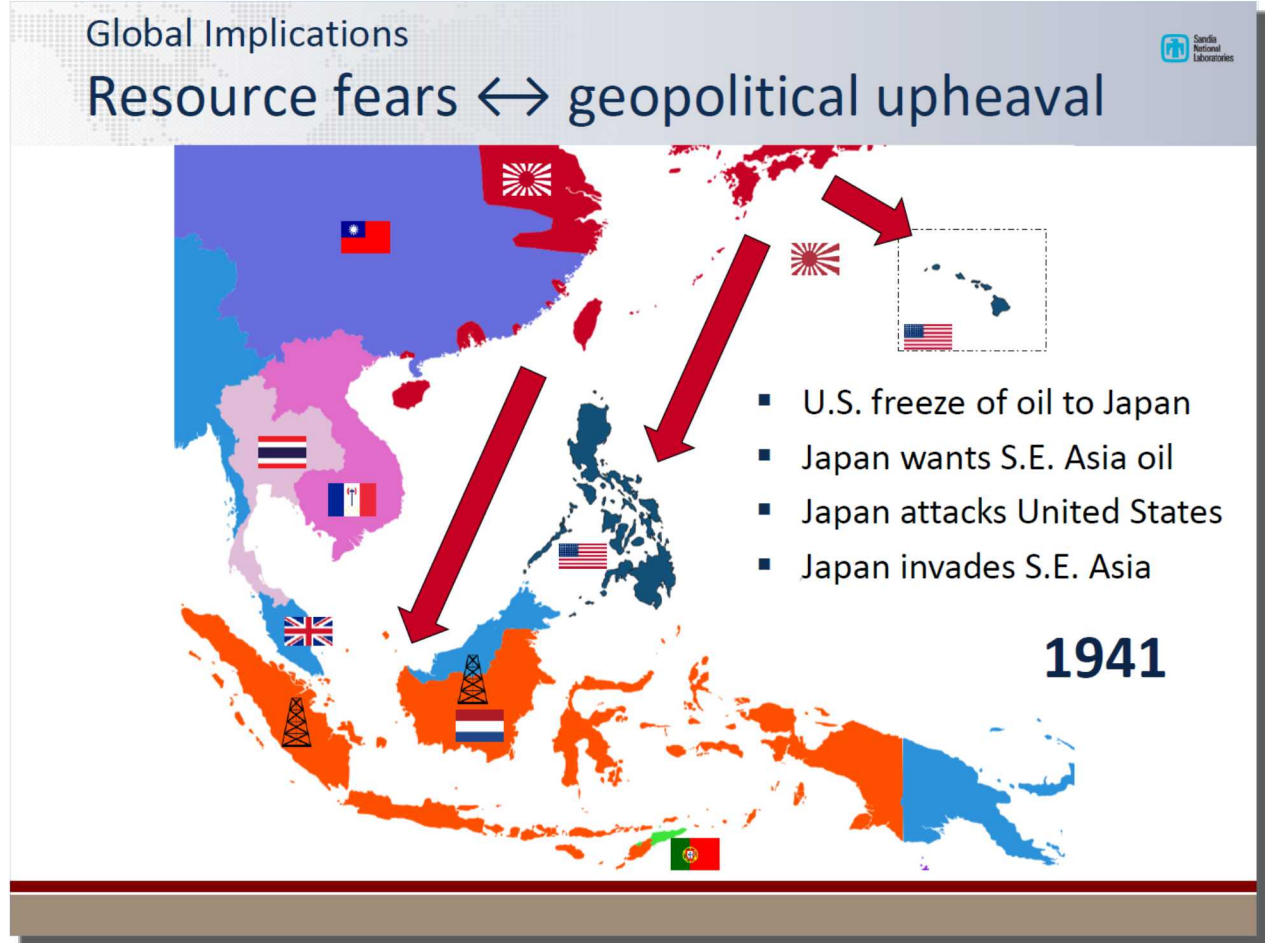 Global Implications
Sandia
National
Laboratories
Resource fears ↔ geopolitical upheaval
▪ U.S. freeze of oil to Japan
▪ Japan wants S.E. Asia oil
▪ Japan attacks United States
▪ Japan invades S.E. Asia
1941